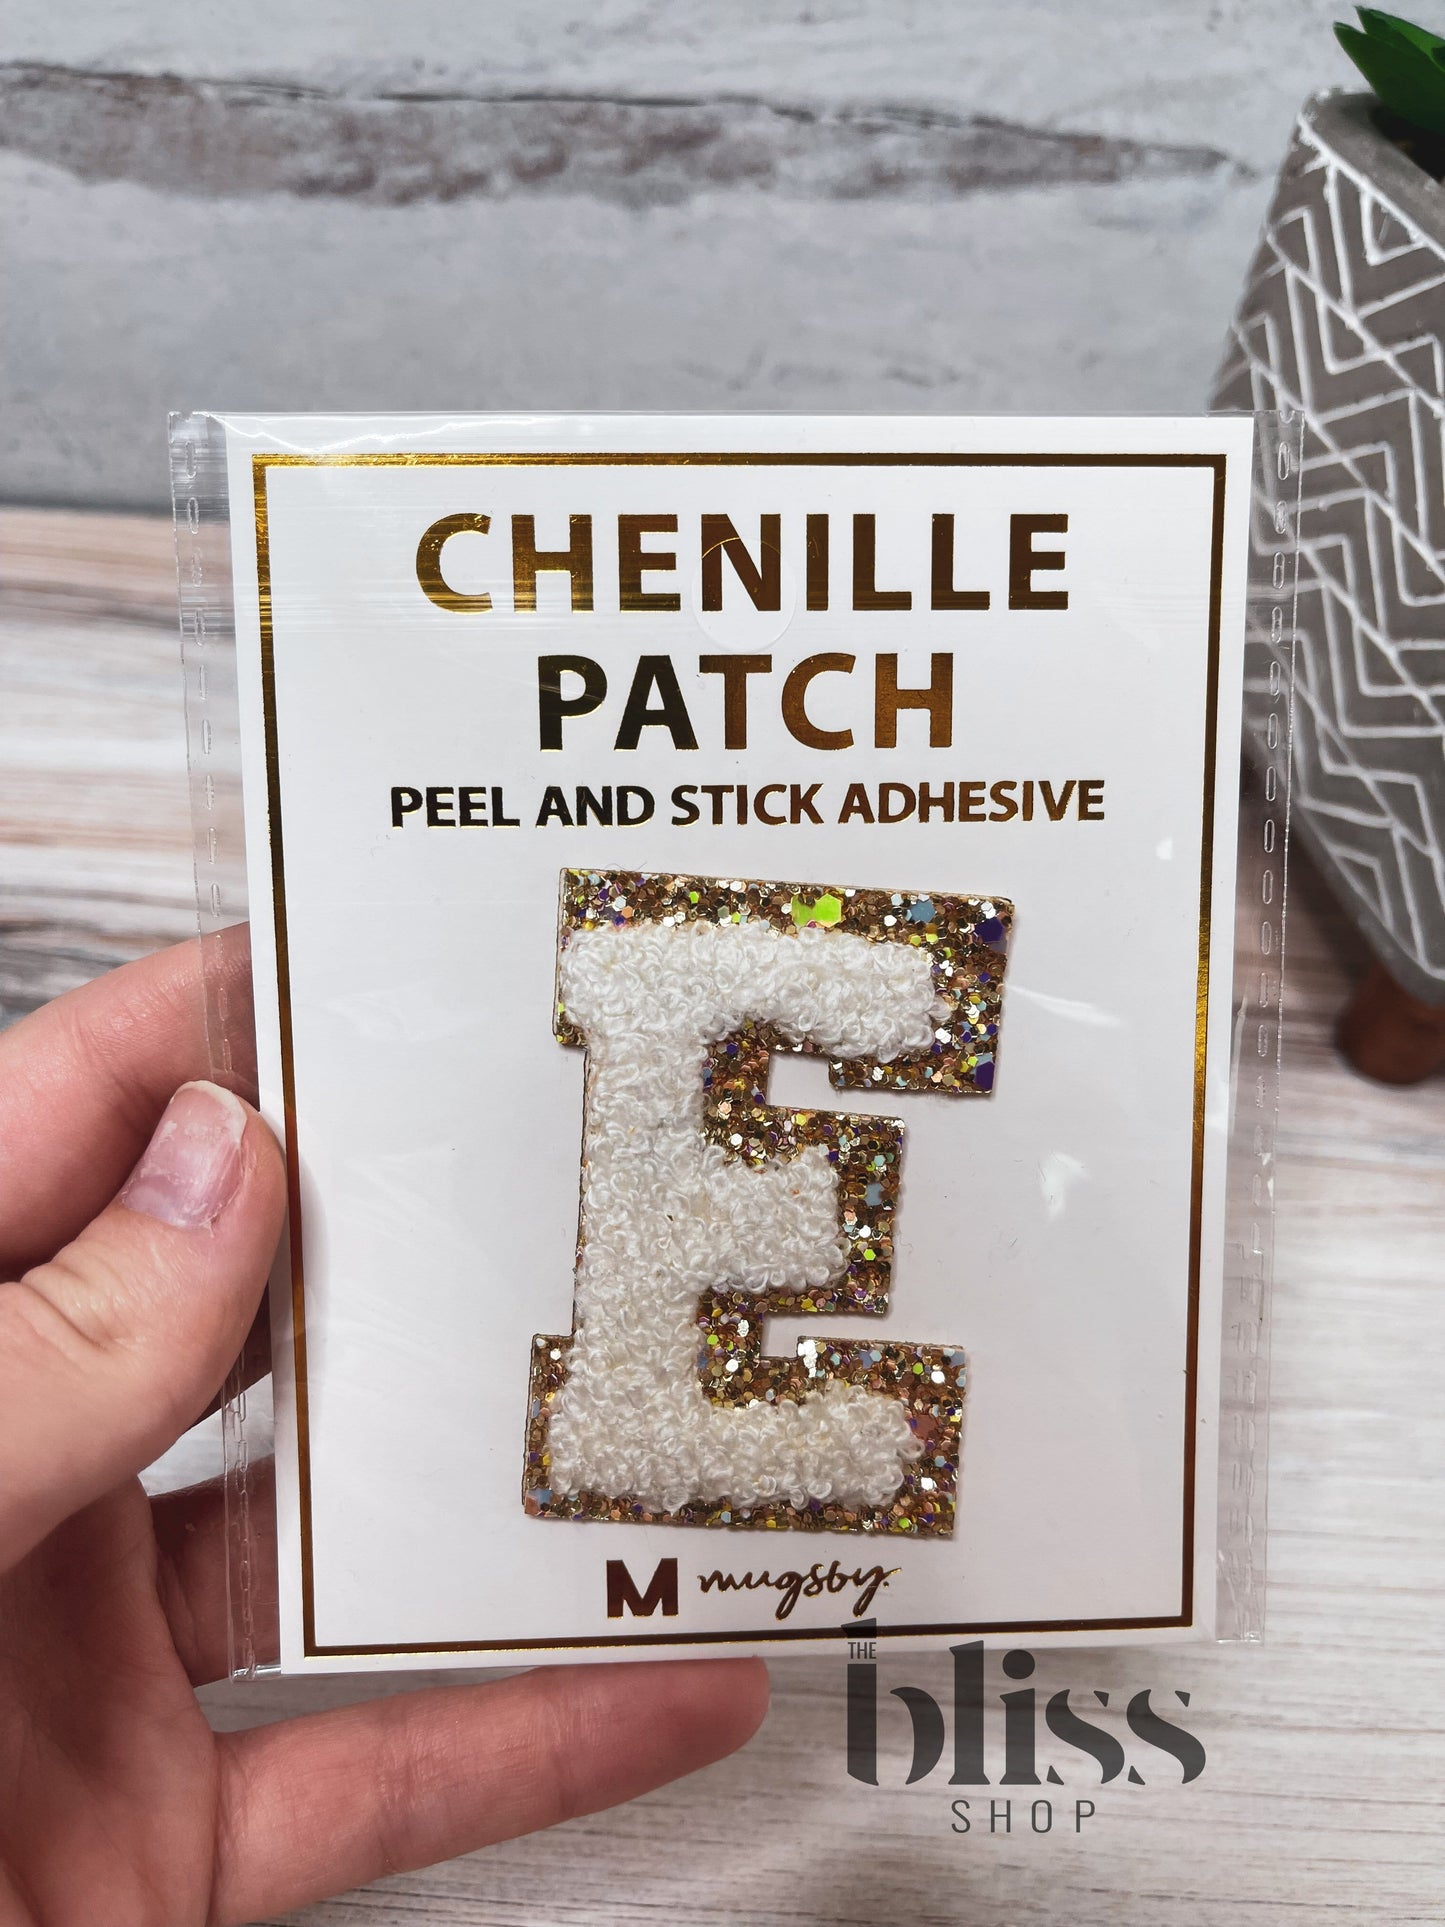 CHENILLE
PATCH
PEEL AND STICK ADHESIVE
E
M mugsby.
THE
bliss
SHOP